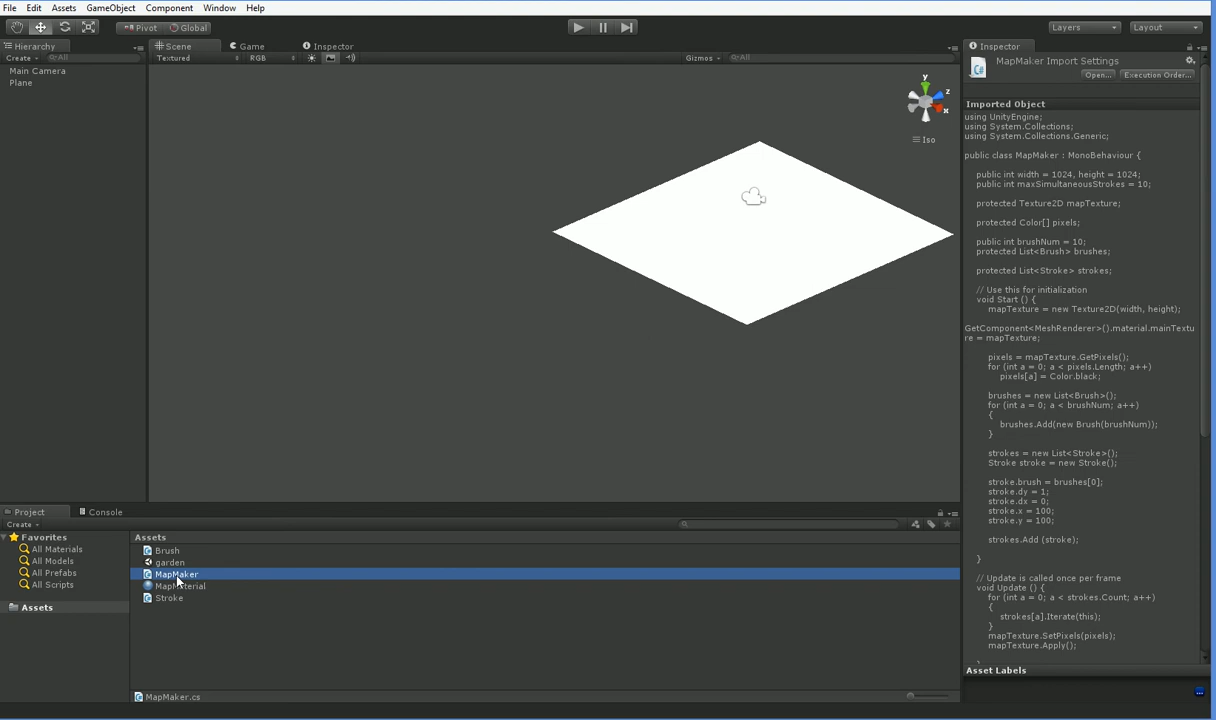 File Edit Assets GameObject Component Window Help
Pivot Global Layers Layout
Hierarchy Scene Game Inspector Inspector
Create All Textured RGB Gizmos All
MapMaker Import Settings
Open... Execution Order...
Main Camera
Plane
y
z
x
Iso
Imported Object
using UnityEngine;
using System.Collections;
using System.Collections.Generic;
public class MapMaker : MonoBehaviour {
public int width = 1024, height = 1024;
public int maxSimultaneousStrokes = 10;
protected Texture2D mapTexture;
protected Color[] pixels;
public int brushNum = 10;
protected List<Brush> brushes;
protected List<Stroke> strokes;
// Use this for initialization
void Start () {
mapTexture = new Texture2D(width, height);
GetComponent<MeshRenderer>().material.mainTextu
re = mapTexture;
pixels = mapTexture.GetPixels();
for (int a = 0; a < pixels.Length; a++)
pixels[a] = Color.black;
brushes = new List<Brush>();
for (int a = 0; a < brushNum; a++)
{
brushes.Add(new Brush(brushNum));
}
strokes = new List<Stroke>();
Stroke stroke = new Stroke();
stroke.brush = brushes[0];
stroke.dy = 1;
stroke.dx = 0;
stroke.x = 100;
stroke.y = 100;
strokes.Add (stroke);
}
// Update is called once per frame
void Update () {
for (int a = 0; a < strokes.Count; a++)
{
strokes[a].Iterate(this);
}
mapTexture.SetPixels(pixels);
mapTexture.Apply();
Asset Labels
Project Console
Create
Favorites
All Materials
All Models
All Prefabs
All Scripts
Assets
Assets
Brush
garden
MapMaker
MapMaterial
Stroke
MapMaker.cs